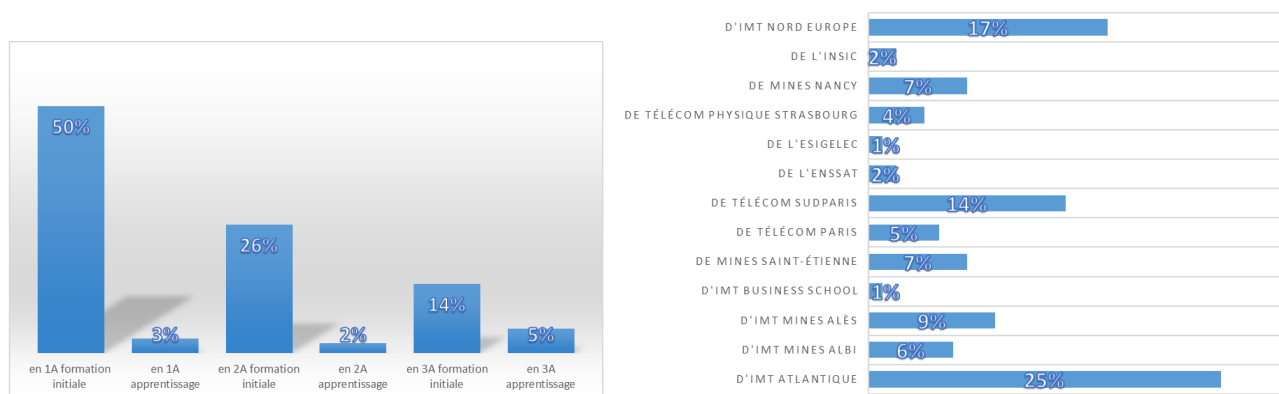 50%
3%
26%
2%
14%
5%
en 1A formation
initiale
en 1A
apprentissage
en 2A formation
initiale
en 2A
apprentissage
en 3A formation
initiale
en 3A
apprentissage
D'IMT NORD EUROPE 17%
DE L'INSIC 2%
DE MINES NANCY 7%
DE TÉLÉCOM PHYSIQUE STRASBOURG 4%
DE L'ESIGELEC 1%
DE L'ENSSAT 2%
DE TÉLÉCOM SUDPARIS 14%
DE TÉLÉCOM PARIS 5%
DE MINES SAINT-ÉTIENNE 7%
D'IMT BUSINESS SCHOOL 1%
D'IMT MINES ALÈS 9%
D'IMT MINES ALBI 6%
D'IMT ATLANTIQUE 25%